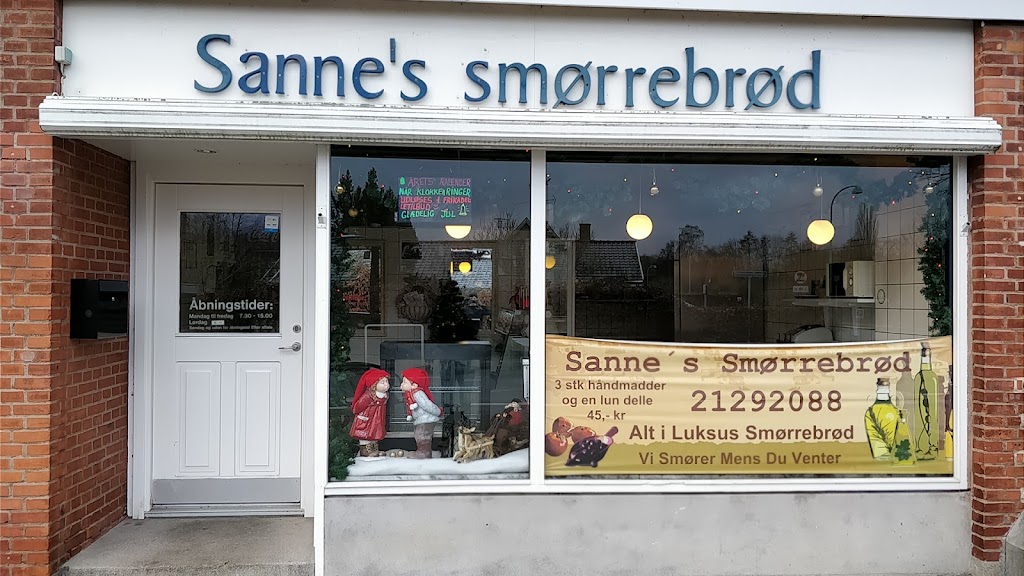 Sanne's smørrebrød
NÅR KLOKKEN RINGER
GLÆDELIG JUL
Åbningstider:
Mandag til fredag 7.30 - 18.00
Lørdag
Sanne´s Smørrebrød
3 stk håndmadder
og en lun delle
45,- kr
21292088
Alt i Luksus Smørrebrød
Vi Smører Mens Du Venter